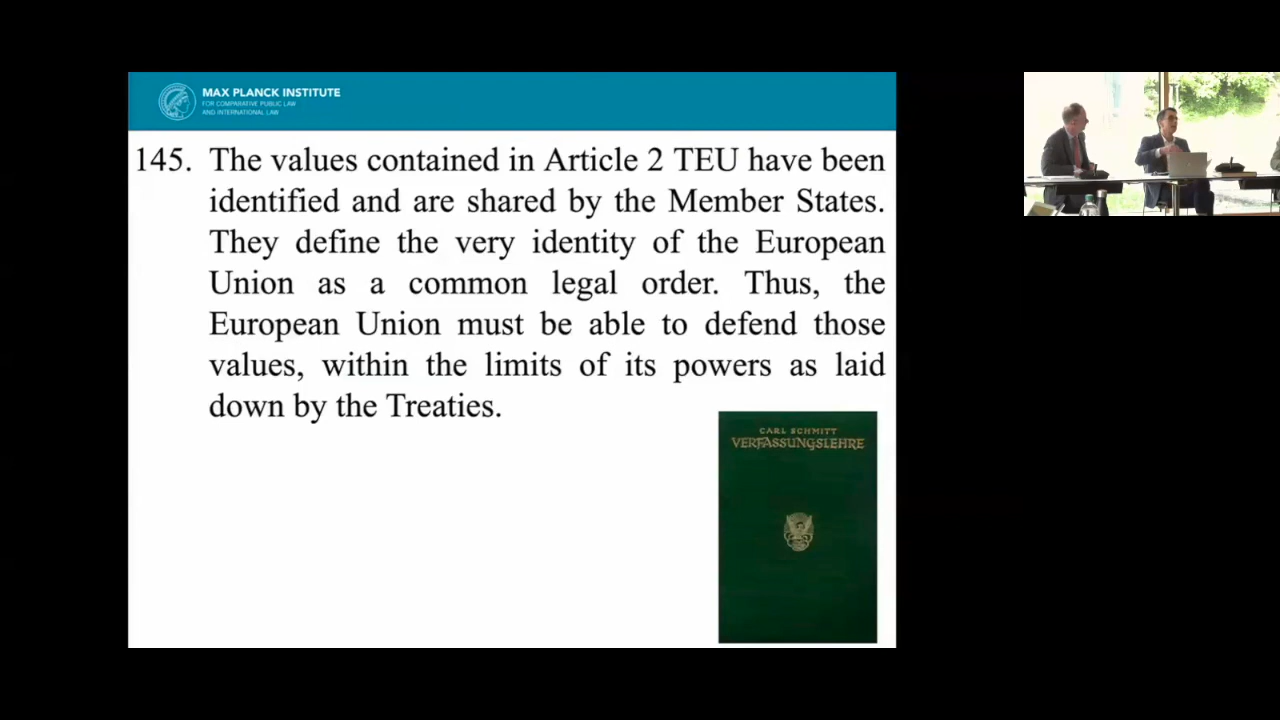 MAX PLANCK INSTITUTE
FOR COMPARATIVE PUBLIC LAW
AND INTERNATIONAL LAW
145. The values contained in Article 2 TEU have been
identified and are shared by the Member States.
They define the very identity of the European
Union as a common legal order. Thus, the
European Union must be able to defend those
values, within the limits of its powers as laid
down by the Treaties.
CARL SCHMITT
VERFASSUNGSLEHRE